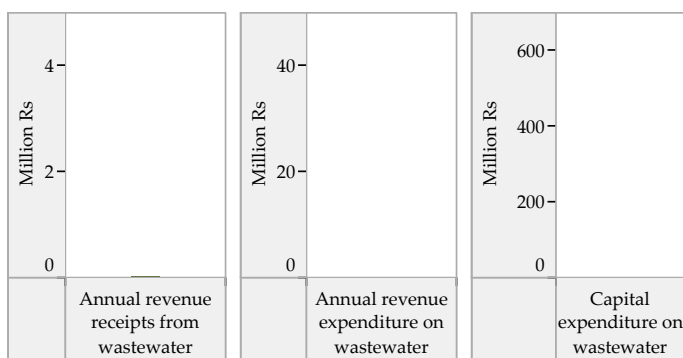 Million Rs
4
2
0
Annual revenue
receipts from
wastewater
Million Rs
40
20
0
Annual revenue
expenditure on
wastewater
Million Rs
600
400
200
0
Capital
expenditure on
wastewater